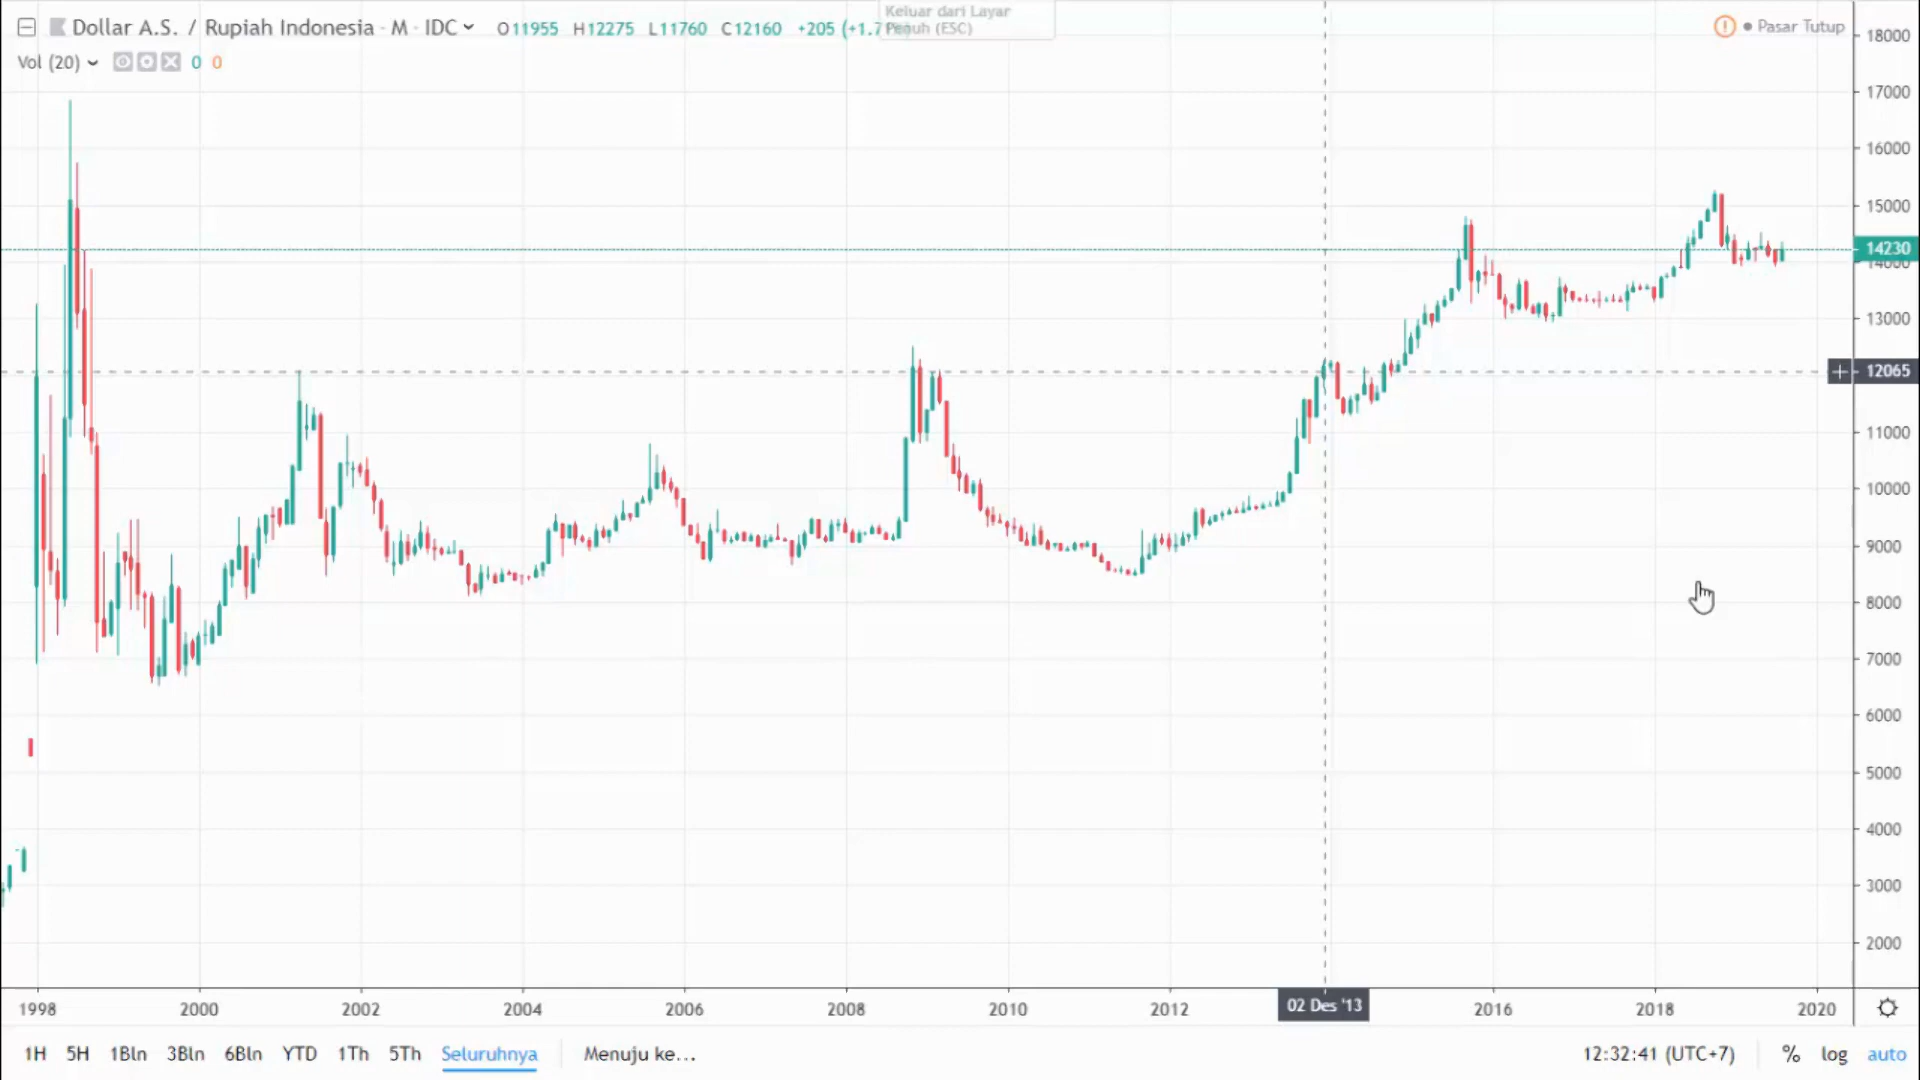 Dollar A.S. / Rupiah Indonesia · M · IDC O11955 H12275 L11760 C12160 +205 (+1.7
Keluar dari Layar
Penuh (ESC)
Pasar Tutup
Vol (20) 0 0
18000
17000
16000
15000
14230
14000
13000
12065
11000
10000
9000
8000
7000
6000
5000
4000
3000
2000
1998 2000 2002 2004 2006 2008 2010 2012 02 Des '13 2016 2018 2020
1H 5H 1Bln 3Bln 6Bln YTD 1Th 5Th Seluruhnya Menuju ke... 12:32:41 (UTC+7) % log auto